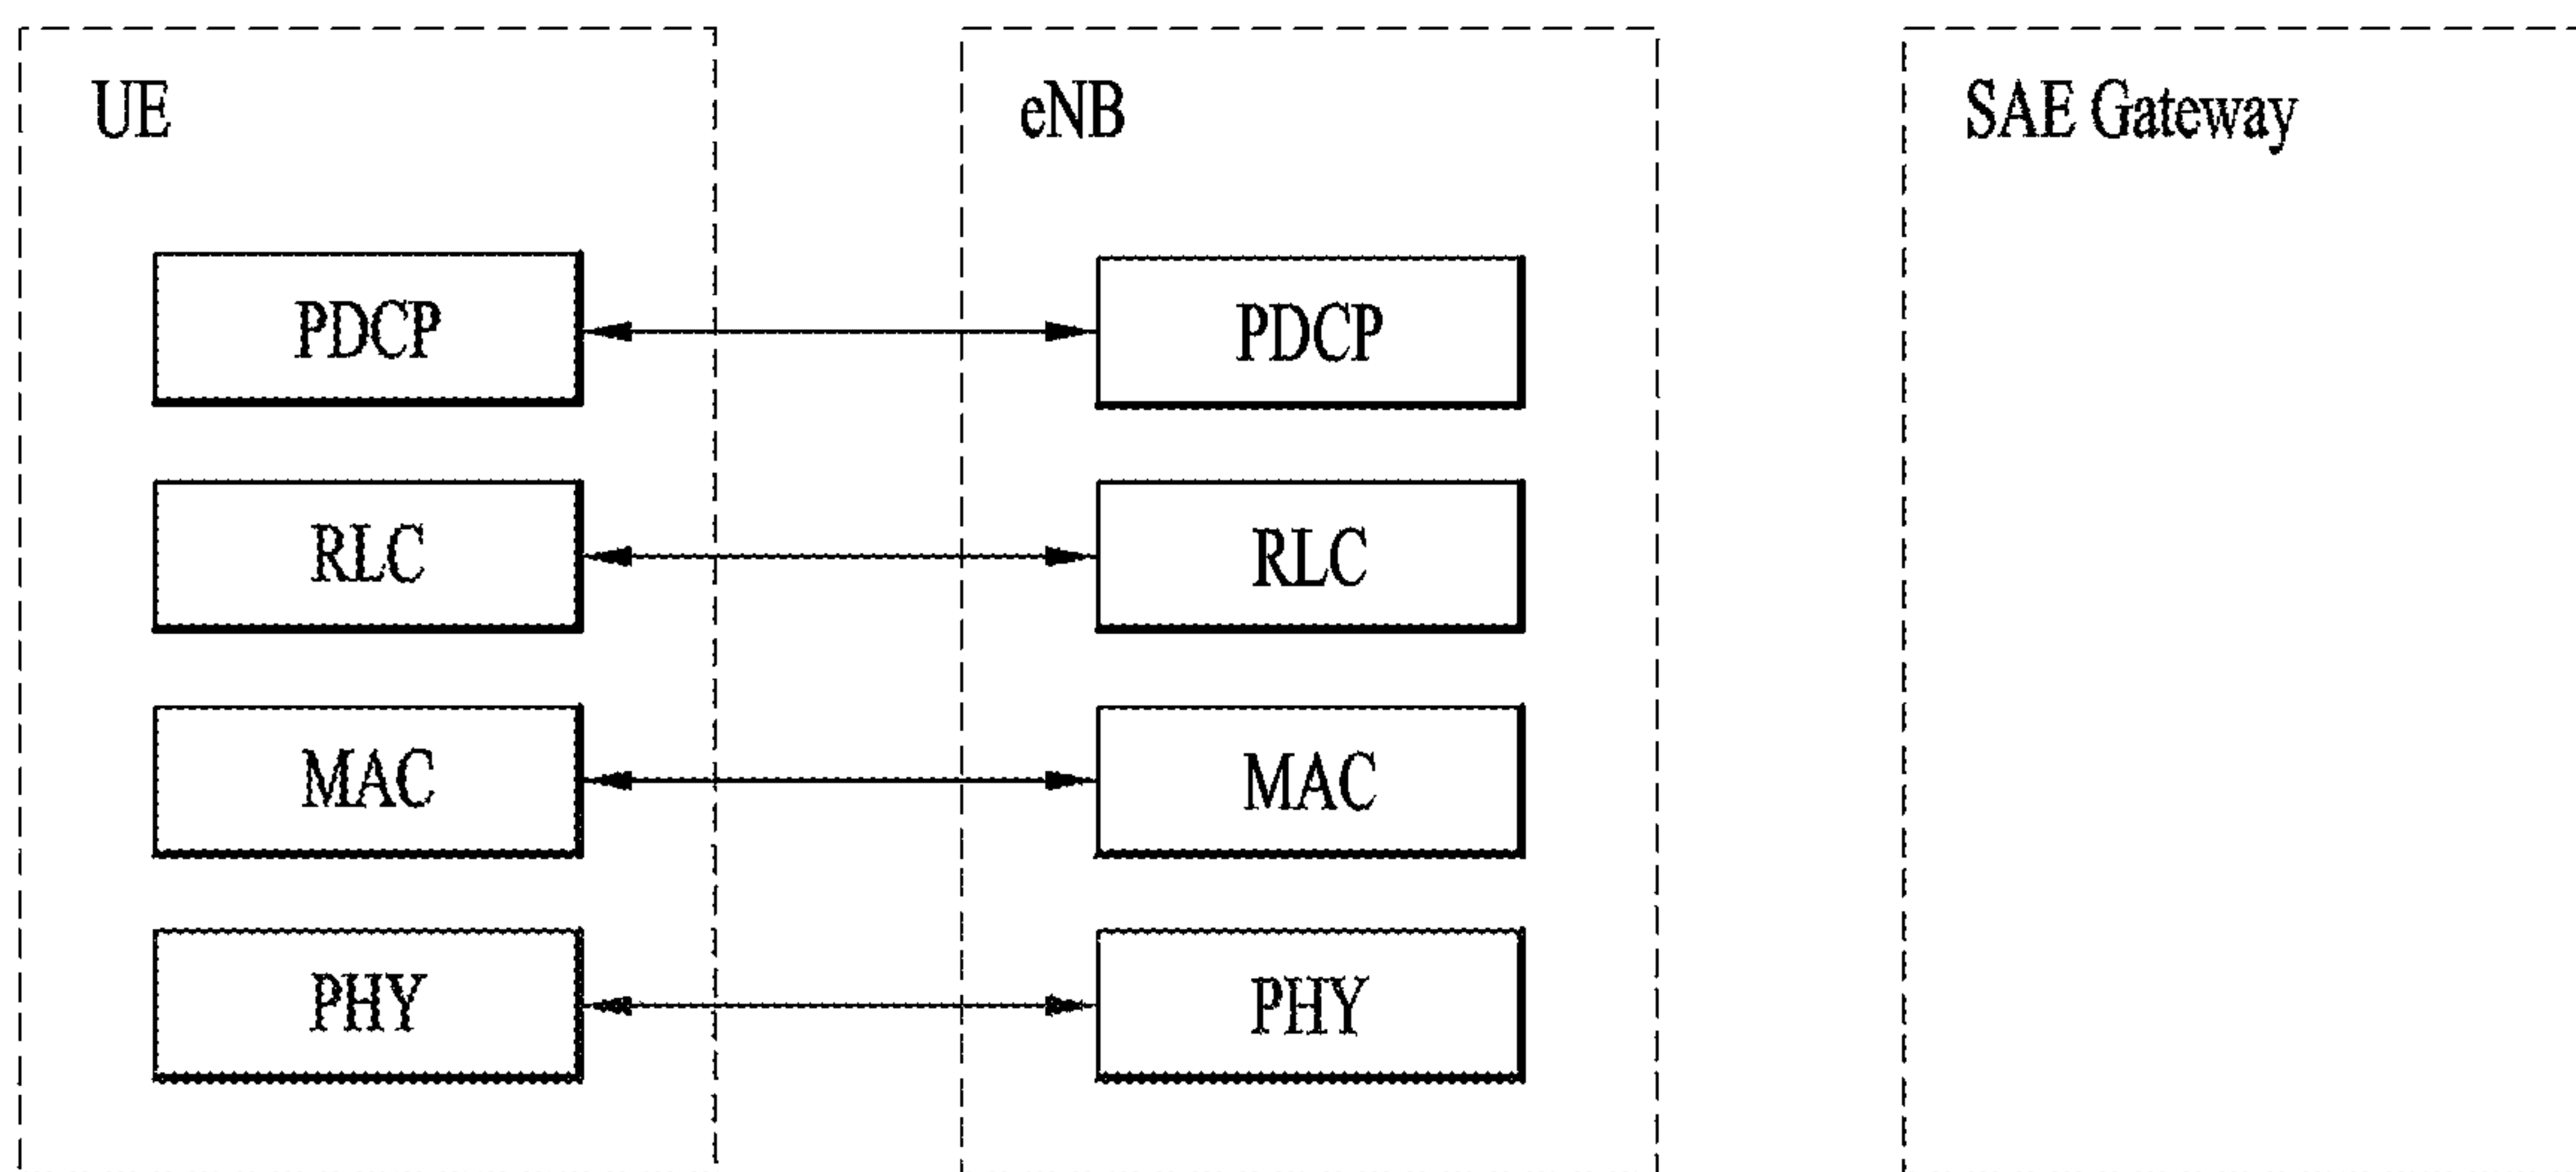 UE
eNB
SAE Gateway
PDCP
PDCP
RLC
RLC
MAC
MAC
PHY
PHY